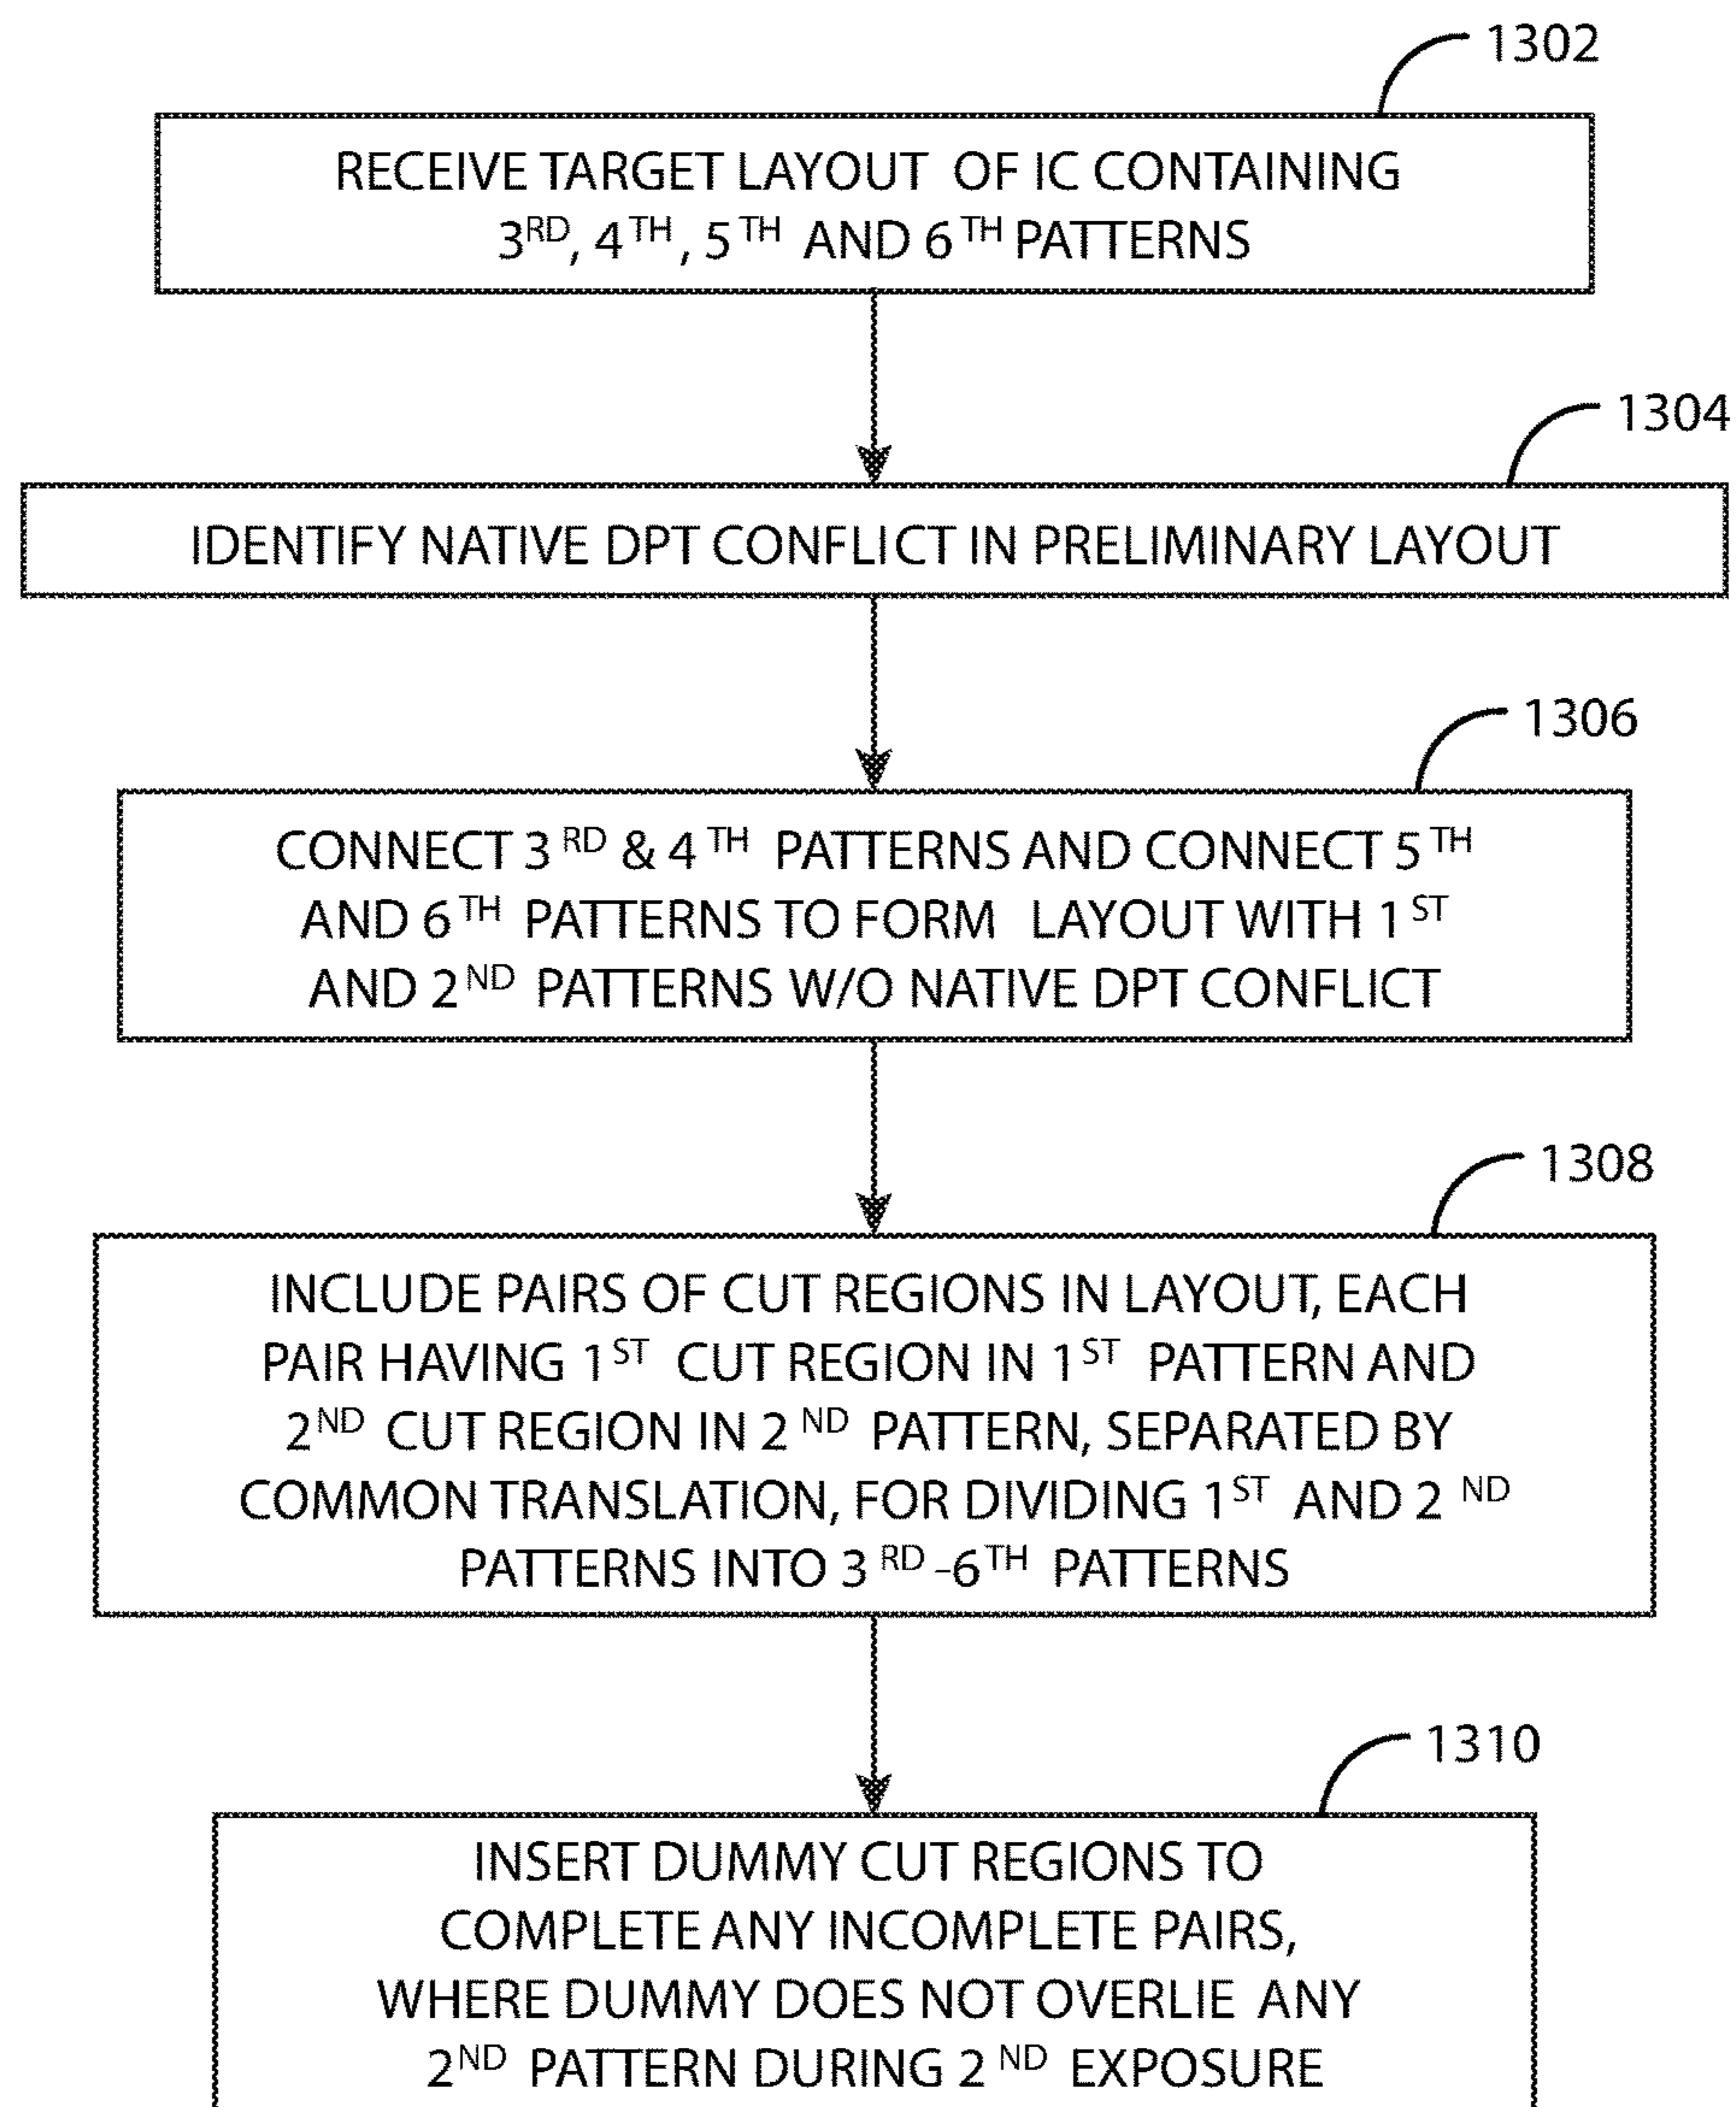 1302
RECEIVE TARGET LAYOUT OF IC CONTAINING
3RD, 4TH, 5TH AND 6TH PATTERNS
1304
IDENTIFY NATIVE DPT CONFLICT IN PRELIMINARY LAYOUT
1306
CONNECT 3RD & 4TH PATTERNS AND CONNECT 5TH
AND 6TH PATTERNS TO FORM LAYOUT WITH 1ST
AND 2ND PATTERNS W/O NATIVE DPT CONFLICT
1308
INCLUDE PAIRS OF CUT REGIONS IN LAYOUT, EACH
PAIR HAVING 1ST CUT REGION IN 1ST PATTERN AND
2ND CUT REGION IN 2ND PATTERN, SEPARATED BY
COMMON TRANSLATION, FOR DIVIDING 1ST AND 2ND
PATTERNS INTO 3RD-6TH PATTERNS
1310
INSERT DUMMY CUT REGIONS TO
COMPLETE ANY INCOMPLETE PAIRS,
WHERE DUMMY DOES NOT OVERLIE ANY
2ND PATTERN DURING 2ND EXPOSURE